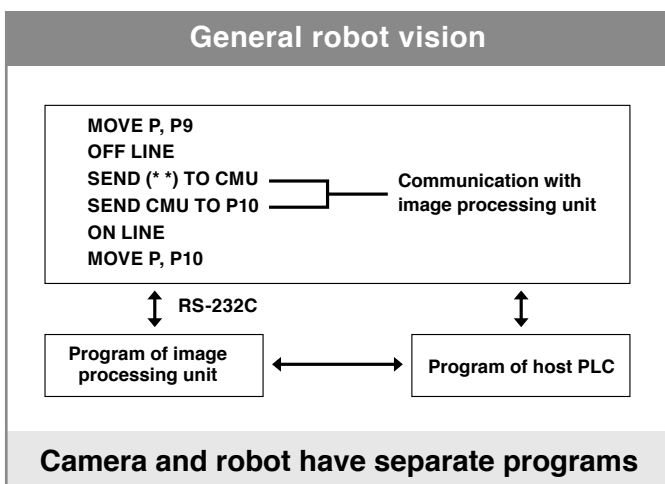 General robot vision
MOVE P, P9
OFF LINE
SEND (* *) TO CMU
SEND CMU TO P10
ON LINE
MOVE P, P10
Communication with
image processing unit
RS-232C
Program of image
processing unit
Program of host PLC
Camera and robot have separate programs